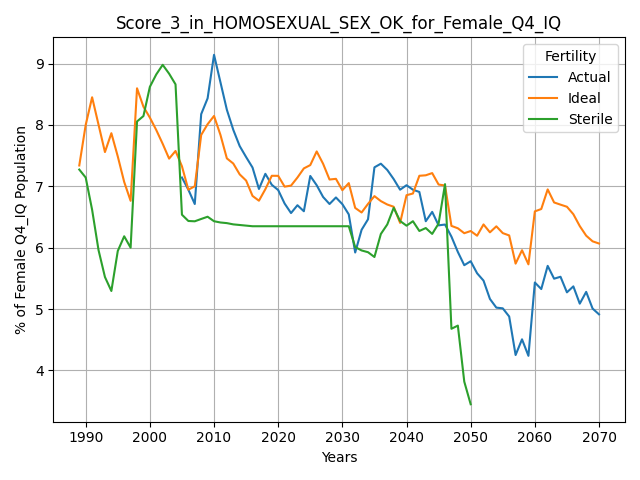 Score_3_in_HOMOSEXUAL_SEX_OK_for_Female_Q4_IQ
% of Female Q4_IQ Population
9
8
7
6
5
4
Fertility
Actual
Ideal
Sterile
1990 2000 2010 2020 2030 2040 2050 2060 2070
Years